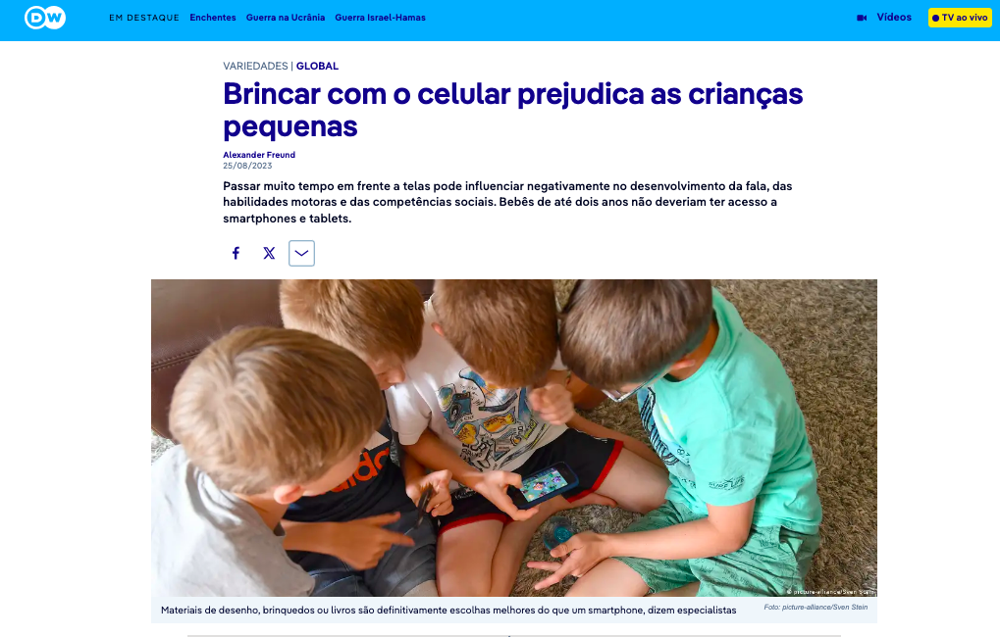 DW
EM DESTAQUE Enchentes Guerra na Ucrânia Guerra Israel-Hamas Vídeos TV ao vivo
VARIEDADES | GLOBAL
Brincar com o celular prejudica as crianças
pequenas
Alexander Freund
25/08/2023
Passar muito tempo em frente a telas pode influenciar negativamente no desenvolvimento da fala, das
habilidades motoras e das competências sociais. Bebês de até dois anos não deveriam ter acesso a
smartphones e tablets.
© picture-alliance/Sven Stein
Materiais de desenho, brinquedos ou livros são definitivamente escolhas melhores do que um smartphone, dizem especialistas
Foto: picture-alliance/Sven Stein